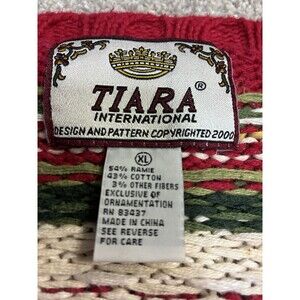 TIARA ®
INTERNATIONAL
DESIGN AND PATTERN COPYRIGHTED 2000
XL
54% RAMIE
43% COTTON
3% OTHER FIBERS
EXCLUSIVE OF
ORNAMENTATION
RN 83437
MADE IN CHINA
SEE REVERSE
FOR CARE